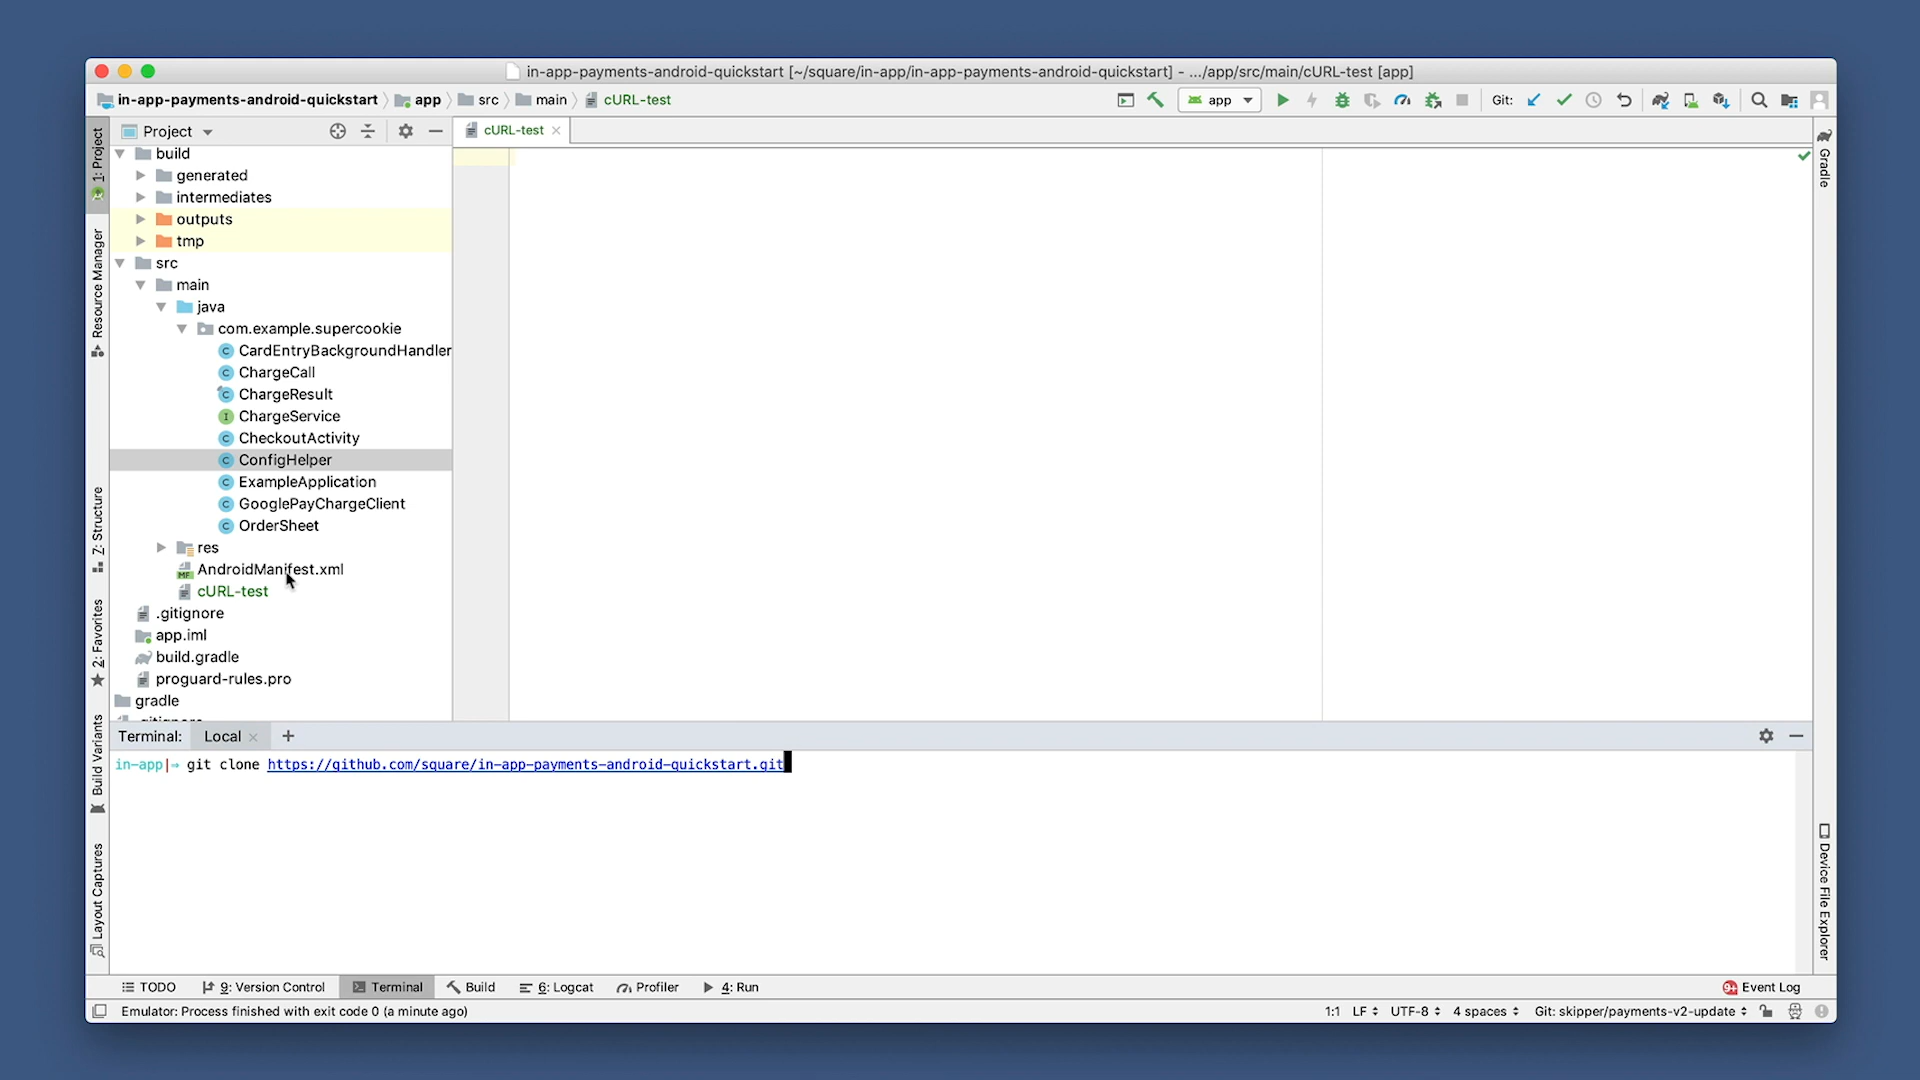 in-app-payments-android-quickstart [~/square/in-app/in-app-payments-android-quickstart] - .../app/src/main/cURL-test [app]
in-app-payments-android-quickstart app src main cURL-test app Git:
1: Project
Resource Manager
Z: Structure
2: Favorites
Build Variants
Layout Captures
Project
cURL-test
build
generated
intermediates
outputs
tmp
src
main
java
com.example.supercookie
CardEntryBackgroundHandler
ChargeCall
ChargeResult
ChargeService
CheckoutActivity
ConfigHelper
ExampleApplication
GooglePayChargeClient
OrderSheet
res
AndroidManifest.xml
cURL-test
.gitignore
app.iml
build.gradle
proguard-rules.pro
gradle
Gradle
Device File Explorer
Terminal: Local +
in-app|⇒ git clone https://github.com/square/in-app-payments-android-quickstart.git
TODO 9: Version Control Terminal Build 6: Logcat Profiler 4: Run Event Log
Emulator: Process finished with exit code 0 (a minute ago) 1:1 LF UTF-8 4 spaces Git: skipper/payments-v2-update